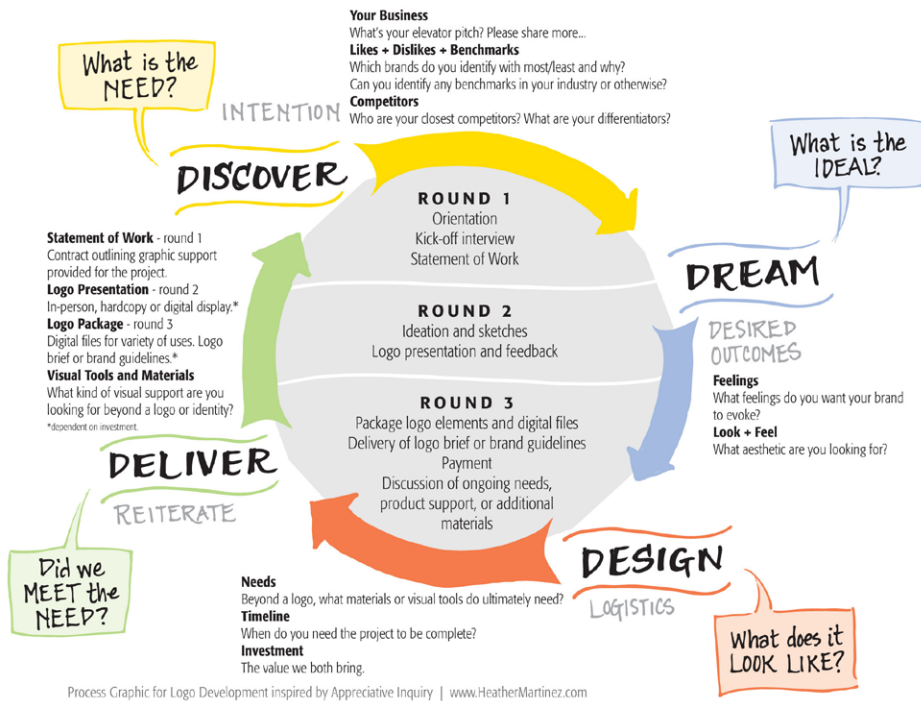 Your Business
What's your elevator pitch? Please share more...
Likes + Dislikes + Benchmarks
Which brands do you identify with most/least and why?
Can you identify any benchmarks in your industry or otherwise?
Competitors
Who are your closest competitors? What are your differentiators?
What is the
NEED?
INTENTION
DISCOVER
What is the
IDEAL?
DREAM
DESIRED
OUTCOMES
Feelings
What feelings do you want your brand
to evoke?
Look + Feel
What aesthetic are you looking for?
ROUND 1
Orientation
Kick-off interview
Statement of Work
ROUND 2
Ideation and sketches
Logo presentation and feedback
ROUND 3
Package logo elements and digital files
Delivery of logo brief or brand guidelines
Payment
Discussion of ongoing needs,
product support, or additional
materials
Statement of Work - round 1
Contract outlining graphic support
provided for the project.
Logo Presentation - round 2
In-person, hardcopy or digital display.*
Logo Package - round 3
Digital files for variety of uses. Logo
brief or brand guidelines.*
Visual Tools and Materials
What kind of visual support are you
looking for beyond a logo or identity?
*dependent on investment.
DELIVER
REITERATE
Did we
MEET the
NEED?
DESIGN
LOGISTICS
What does it
LOOK LIKE?
Needs
Beyond a logo, what materials or visual tools do ultimately need?
Timeline
When do you need the project to be complete?
Investment
The value we both bring.
Process Graphic for Logo Development inspired by Appreciative Inquiry | www.HeatherMartinez.com